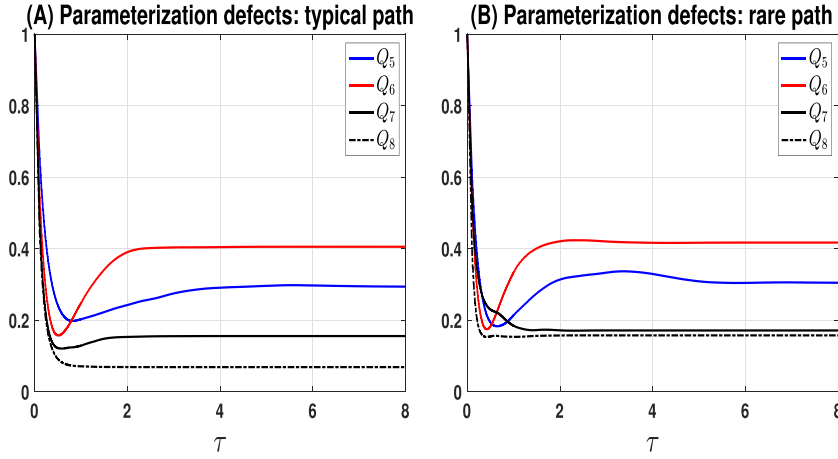 (A) Parameterization defects: typical path
1
0.8
0.6
0.4
0.2
0
0 2 4 6 8
τ
Q5
Q6
Q7
Q8
(B) Parameterization defects: rare path
1
0.8
0.6
0.4
0.2
0
0 2 4 6 8
τ
Q5
Q6
Q7
Q8